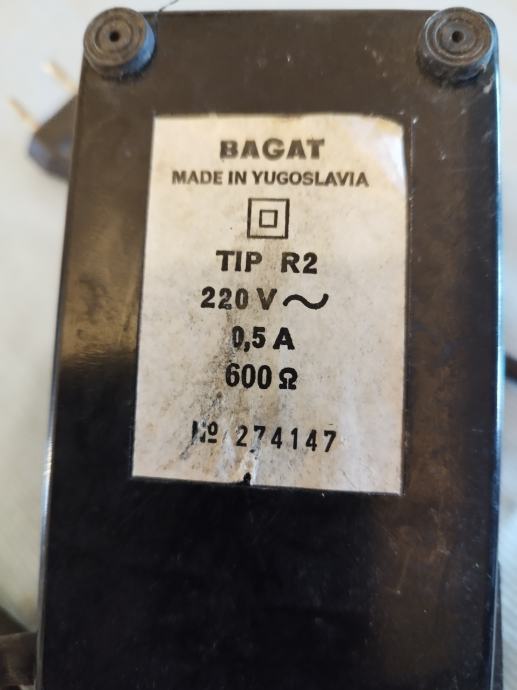 BAGAT
MADE IN YUGOSLAVIA
TIP R2
220 V ~
0,5 A
600 Ω
№ 274147